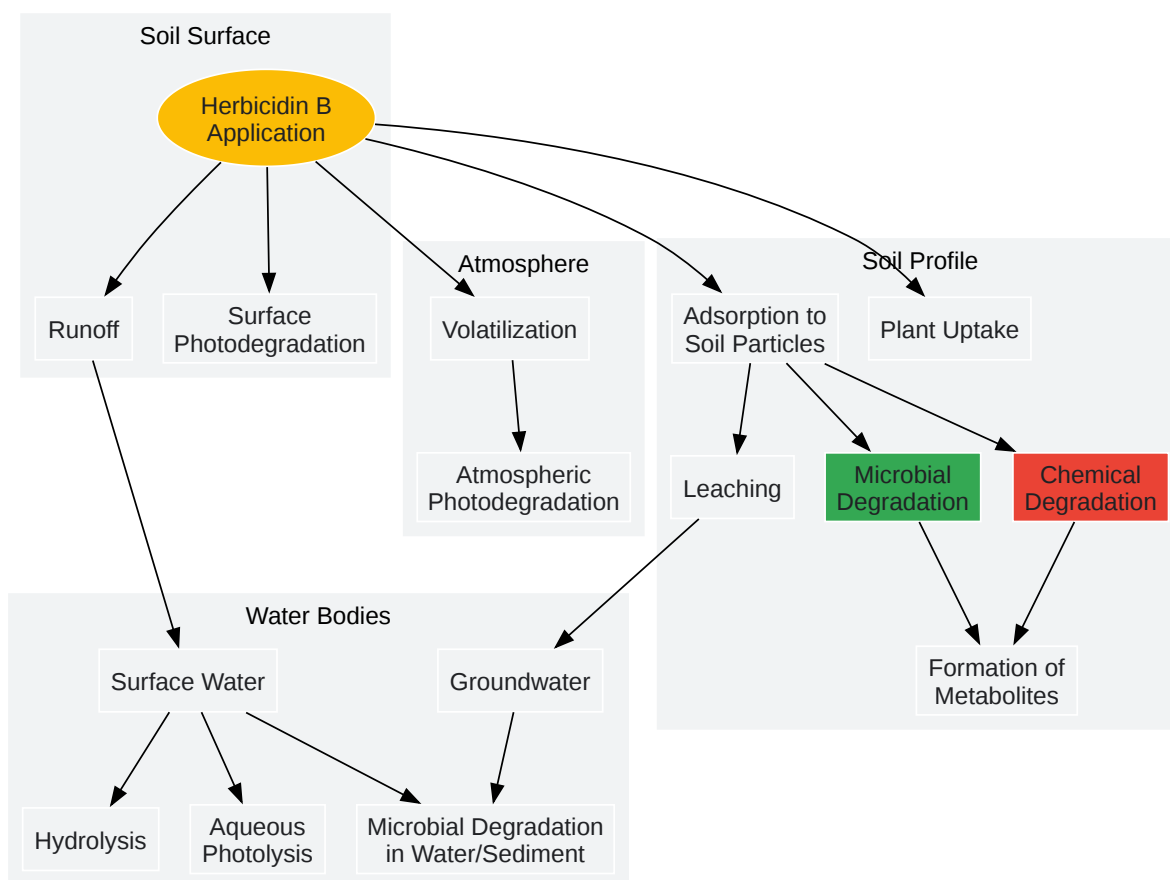 Soil Surface
Herbicidin B
Application
Atmosphere
Soil Profile
Runoff
Surface
Photodegradation
Volatilization
Adsorption to
Soil Particles
Plant Uptake
Atmospheric
Photodegradation
Leaching
Microbial
Degradation
Chemical
Degradation
Water Bodies
Surface Water
Groundwater
Formation of
Metabolites
Hydrolysis
Aqueous
Photolysis
Microbial Degradation
in Water/Sediment